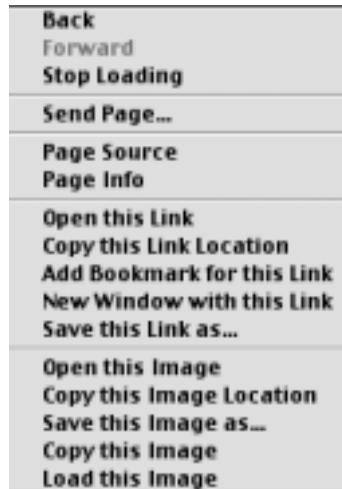 Back
Forward
Stop Loading
Send Page...
Page Source
Page Info
Open this Link
Copy this Link Location
Add Bookmark for this Link
New Window with this Link
Save this Link as...
Open this Image
Copy this Image Location
Save this Image as...
Copy this Image
Load this Image